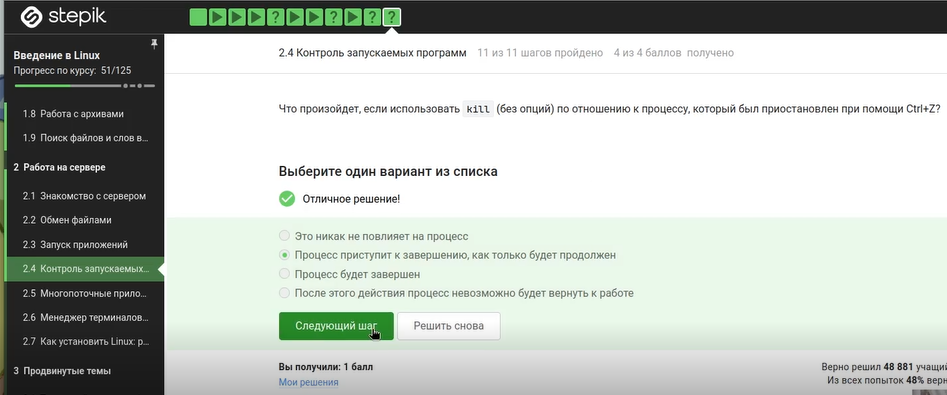 stepik
Введение в Linux
Прогресс по курсу: 51/125
1.8 Работа с архивами
1.9 Поиск файлов и слов в...
2 Работа на сервере
2.1 Знакомство с сервером
2.2 Обмен файлами
2.3 Запуск приложений
2.4 Контроль запускаемых...
2.5 Многопоточные прило...
2.6 Менеджер терминалов...
2.7 Как установить Linux: р...
3 Продвинутые темы
2.4 Контроль запускаемых программ 11 из 11 шагов пройдено 4 из 4 баллов получено
Что произойдет, если использовать kill (без опций) по отношению к процессу, который был приостановлен при помощи Ctrl+Z?
Выберите один вариант из списка
Отличное решение!
Это никак не повлияет на процесс
Процесс приступит к завершению, как только будет продолжен
Процесс будет завершен
После этого действия процесс невозможно будет вернуть к работе
Следующий шаг Решить снова
Вы получили: 1 балл
Мои решения
Верно решил 48 881 учащи
Из всех попыток 48% верн